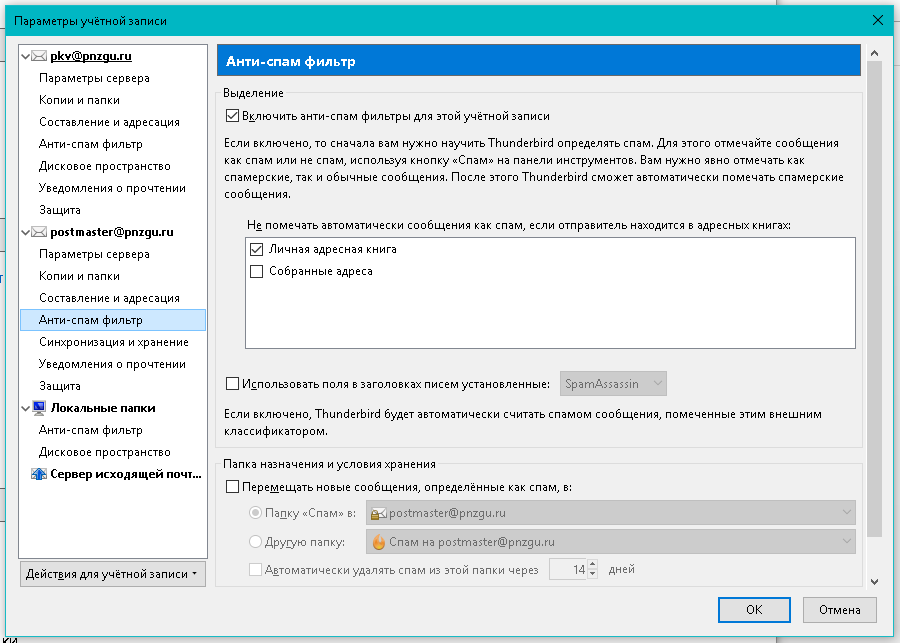 Параметры учётной записи
pkv@pnzgu.ru
Параметры сервера
Копии и папки
Составление и адресация
Анти-спам фильтр
Дисковое пространство
Уведомления о прочтении
Защита
postmaster@pnzgu.ru
Параметры сервера
Копии и папки
Составление и адресация
Анти-спам фильтр
Синхронизация и хранение
Уведомления о прочтении
Защита
Локальные папки
Анти-спам фильтр
Дисковое пространство
Сервер исходящей почт...
Действия для учётной записи
Анти-спам фильтр
Выделение
Включить анти-спам фильтры для этой учётной записи
Если включено, то сначала вам нужно научить Thunderbird определять спам. Для этого отмечайте сообщения
как спам или не спам, используя кнопку «Спам» на панели инструментов. Вам нужно явно отмечать как
спамерские, так и обычные сообщения. После этого Thunderbird сможет автоматически помечать спамерские
сообщения.
Не помечать автоматически сообщения как спам, если отправитель находится в адресных книгах:
Личная адресная книга
Собранные адреса
Использовать поля в заголовках писем установленные: SpamAssassin
Если включено, Thunderbird будет автоматически считать спамом сообщения, помеченные этим внешним
классификатором.
Папка назначения и условия хранения
Перемещать новые сообщения, определённые как спам, в:
Папку «Спам» в: postmaster@pnzgu.ru
Другую папку: Спам на postmaster@pnzgu.ru
Автоматически удалять спам из этой папки через 14 дней
OK Отмена